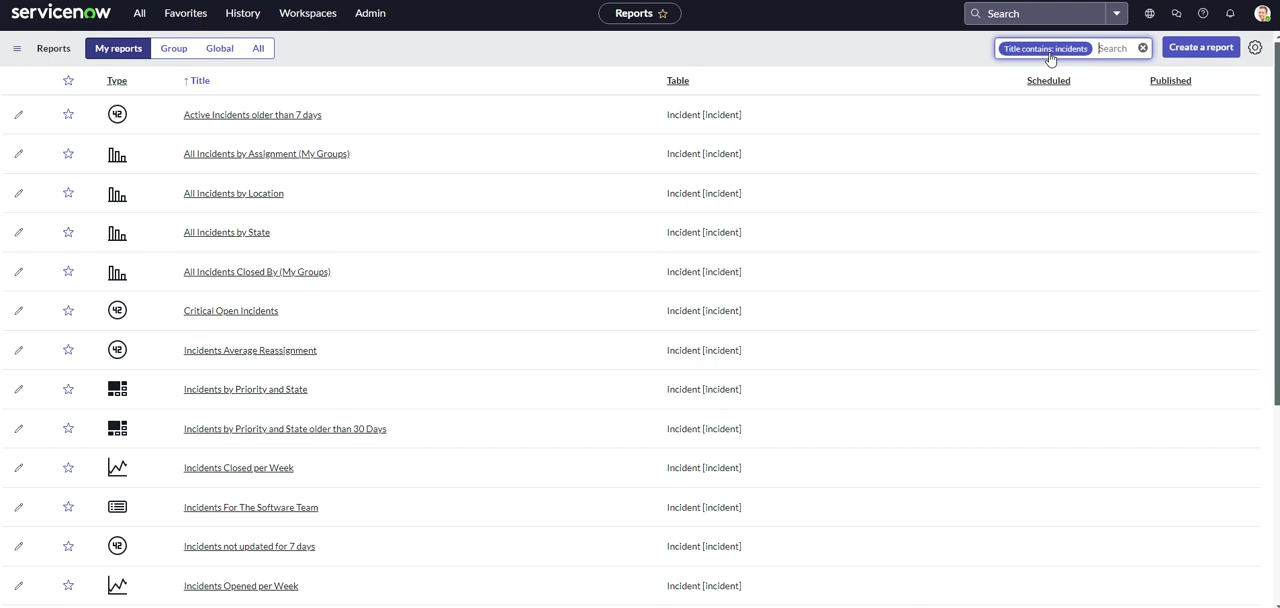 servicenow All Favorites History Workspaces Admin Reports Search
Reports My reports Group Global All Title contains: incidents Search Create a report
Type ↑ Title Table Scheduled Published
42 Active Incidents older than 7 days Incident [incident]
All Incidents by Assignment (My Groups) Incident [incident]
All Incidents by Location Incident [incident]
All Incidents by State Incident [incident]
All Incidents Closed By (My Groups) Incident [incident]
42 Critical Open Incidents Incident [incident]
42 Incidents Average Reassignment Incident [incident]
Incidents by Priority and State Incident [incident]
Incidents by Priority and State older than 30 Days Incident [incident]
Incidents Closed per Week Incident [incident]
Incidents For The Software Team Incident [incident]
42 Incidents not updated for 7 days Incident [incident]
Incidents Opened per Week Incident [incident]